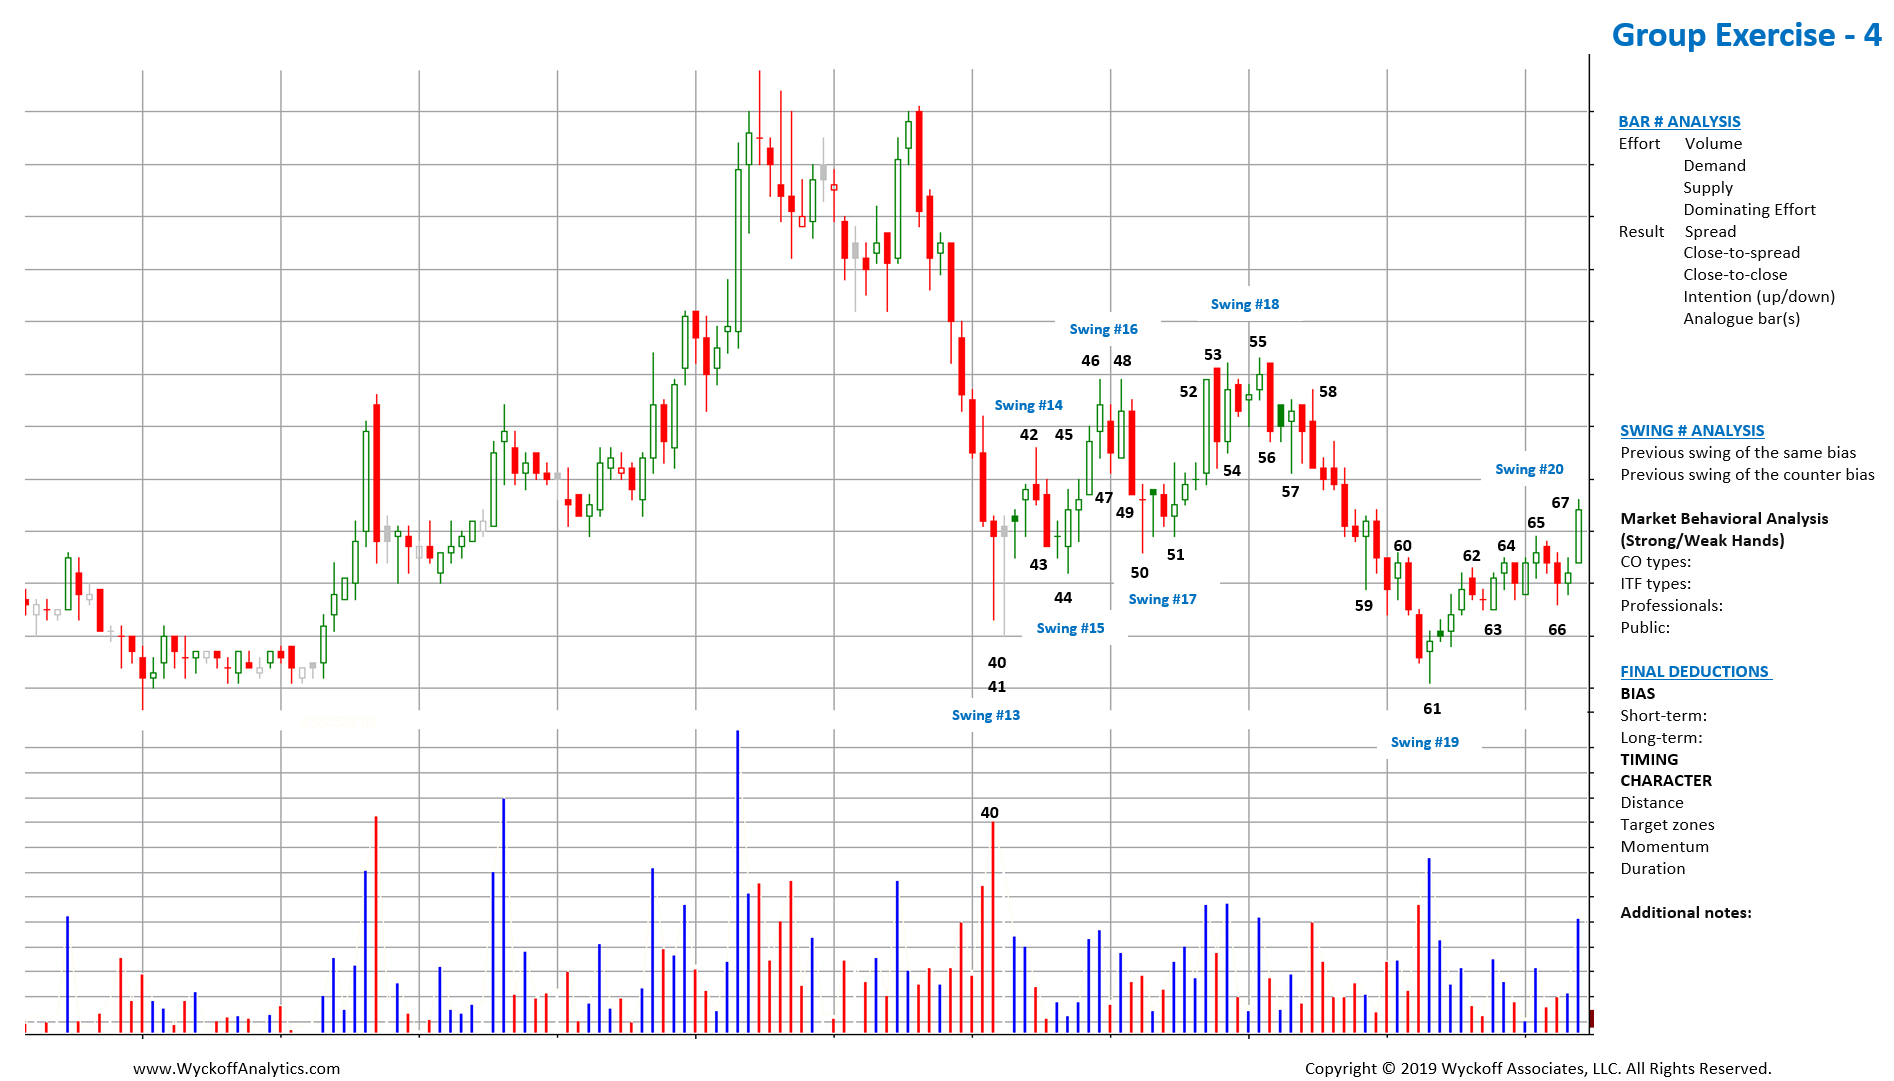 Group Exercise - 4
BAR # ANALYSIS
Effort Volume
Demand
Supply
Dominating Effort
Result Spread
Close-to-spread
Close-to-close
Intention (up/down)
Analogue bar(s)
SWING # ANALYSIS
Previous swing of the same bias
Previous swing of the counter bias
Market Behavioral Analysis
(Strong/Weak Hands)
CO types:
ITF types:
Professionals:
Public:
FINAL DEDUCTIONS
BIAS
Short-term:
Long-term:
TIMING
CHARACTER
Distance
Target zones
Momentum
Duration
Additional notes:
Swing #18
Swing #16
55
53
46 48
52
58
Swing #14
42 45
54
56
57
Swing #20
47
49
67
65
60
64
62
51
43
50
44
Swing #17
59
Swing #15
63
66
40
41
61
Swing #13
Swing #19
40
www.WyckoffAnalytics.com
Copyright © 2019 Wyckoff Associates, LLC. All Rights Reserved.